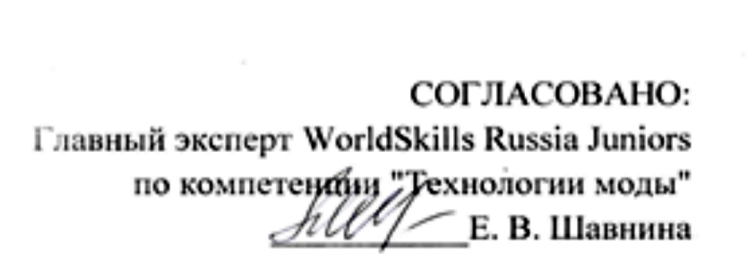 СОГЛАСОВАНО:
Главный эксперт WorldSkills Russia Juniors
по компетенции "Технологии моды"
Е. В. Шавнина